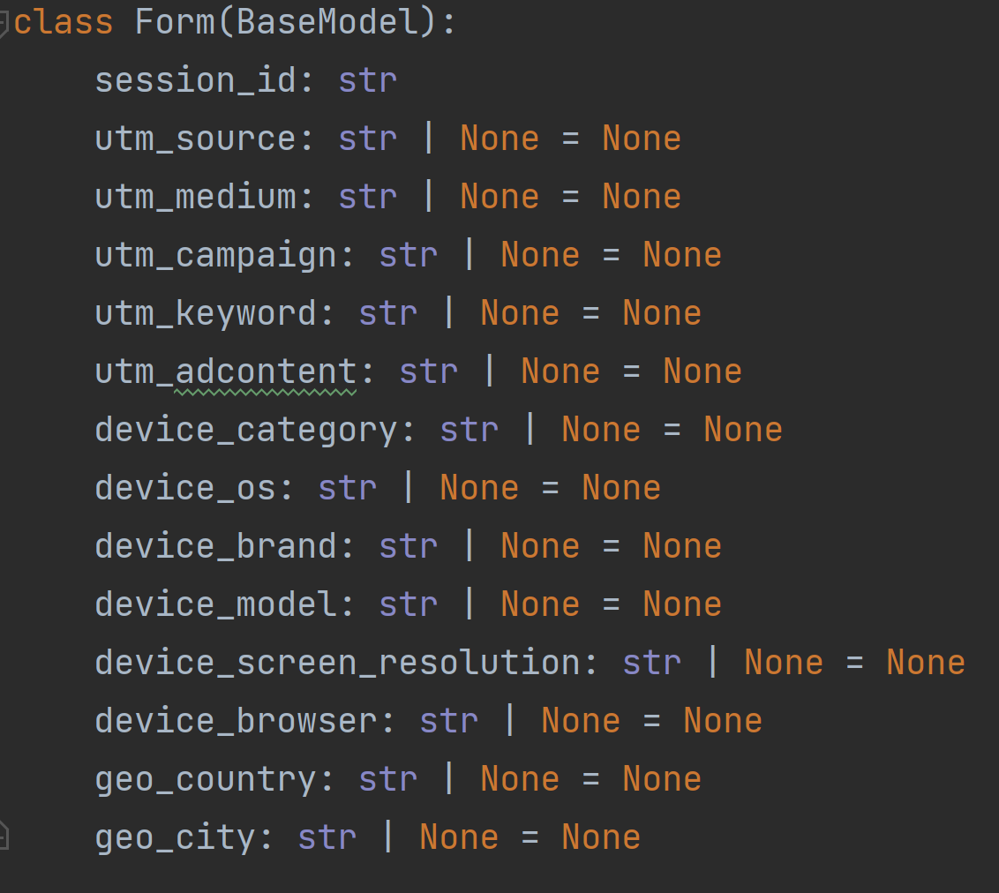 class Form(BaseModel):
    session_id: str
    utm_source: str | None = None
    utm_medium: str | None = None
    utm_campaign: str | None = None
    utm_keyword: str | None = None
    utm_adcontent: str | None = None
    device_category: str | None = None
    device_os: str | None = None
    device_brand: str | None = None
    device_model: str | None = None
    device_screen_resolution: str | None = None
    device_browser: str | None = None
    geo_country: str | None = None
    geo_city: str | None = None